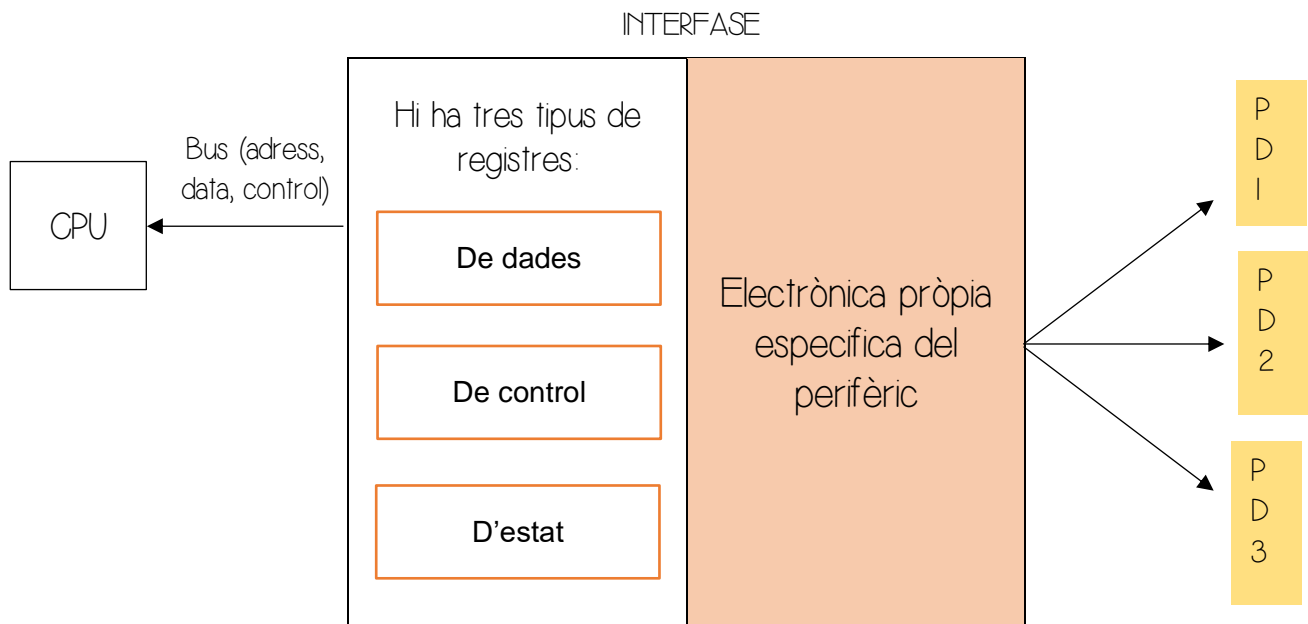 INTERFASE
Hi ha tres tipus de
registres:
Bus (adress,
data, control)
CPU
De dades
De control
D'estat
Electrònica pròpia
especifica del
perifèric
P
D
1
P
D
2
P
D
3